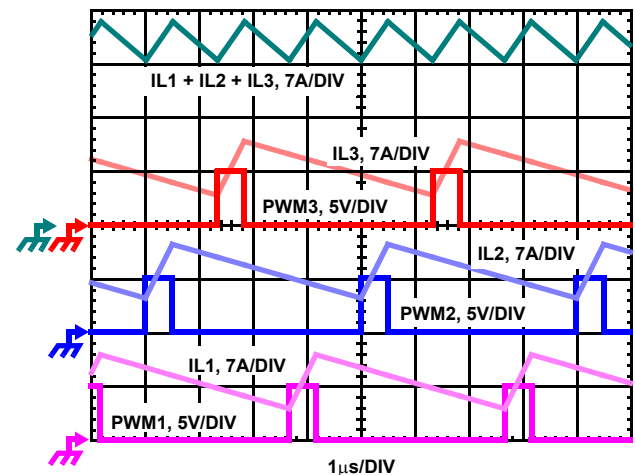 IL1 + IL2 + IL3, 7A/DIV
IL3, 7A/DIV
PWM3, 5V/DIV
IL2, 7A/DIV
PWM2, 5V/DIV
IL1, 7A/DIV
PWM1, 5V/DIV
1μs/DIV